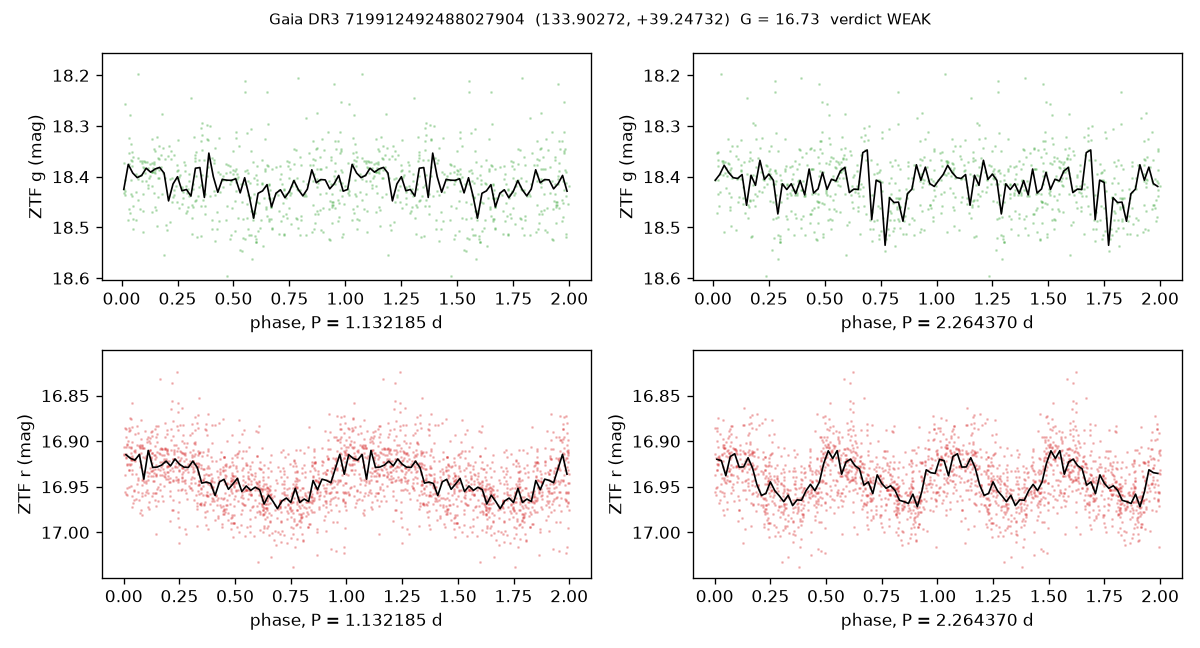 Gaia DR3 719912492488027904  (133.90272, +39.24732)  G = 16.73  verdict WEAK
ZTF g (mag)
18.2
18.3
18.4
18.5
18.6
0.00 0.25 0.50 0.75 1.00 1.25 1.50 1.75 2.00
phase, P = 1.132185 d
ZTF g (mag)
18.2
18.3
18.4
18.5
18.6
0.00 0.25 0.50 0.75 1.00 1.25 1.50 1.75 2.00
phase, P = 2.264370 d
ZTF r (mag)
16.85
16.90
16.95
17.00
0.00 0.25 0.50 0.75 1.00 1.25 1.50 1.75 2.00
phase, P = 1.132185 d
ZTF r (mag)
16.85
16.90
16.95
17.00
0.00 0.25 0.50 0.75 1.00 1.25 1.50 1.75 2.00
phase, P = 2.264370 d